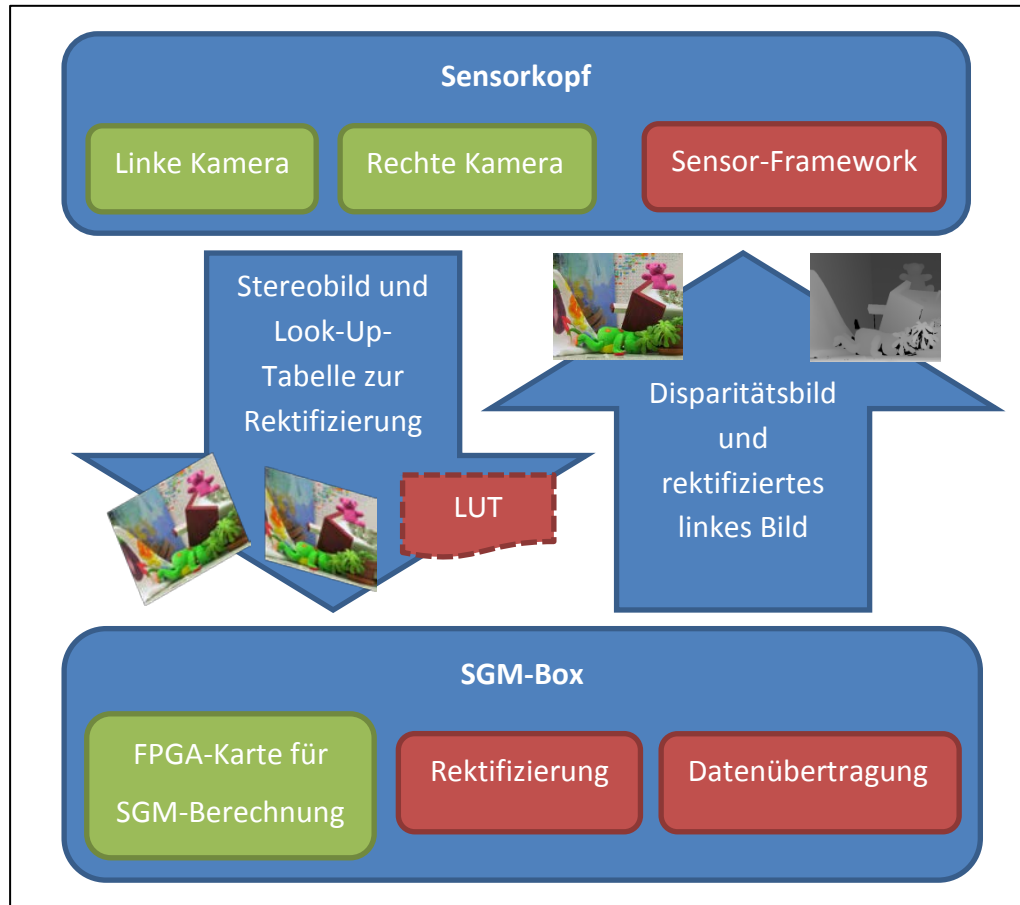 Sensorkopf
Linke Kamera
Rechte Kamera
Sensor-Framework
Stereobild und
Look-Up-
Tabelle zur
Rektifizierung
LUT
Disparitätsbild
und
rektifiziertes
linkes Bild
SGM-Box
FPGA-Karte für
SGM-Berechnung
Rektifizierung
Datenübertragung